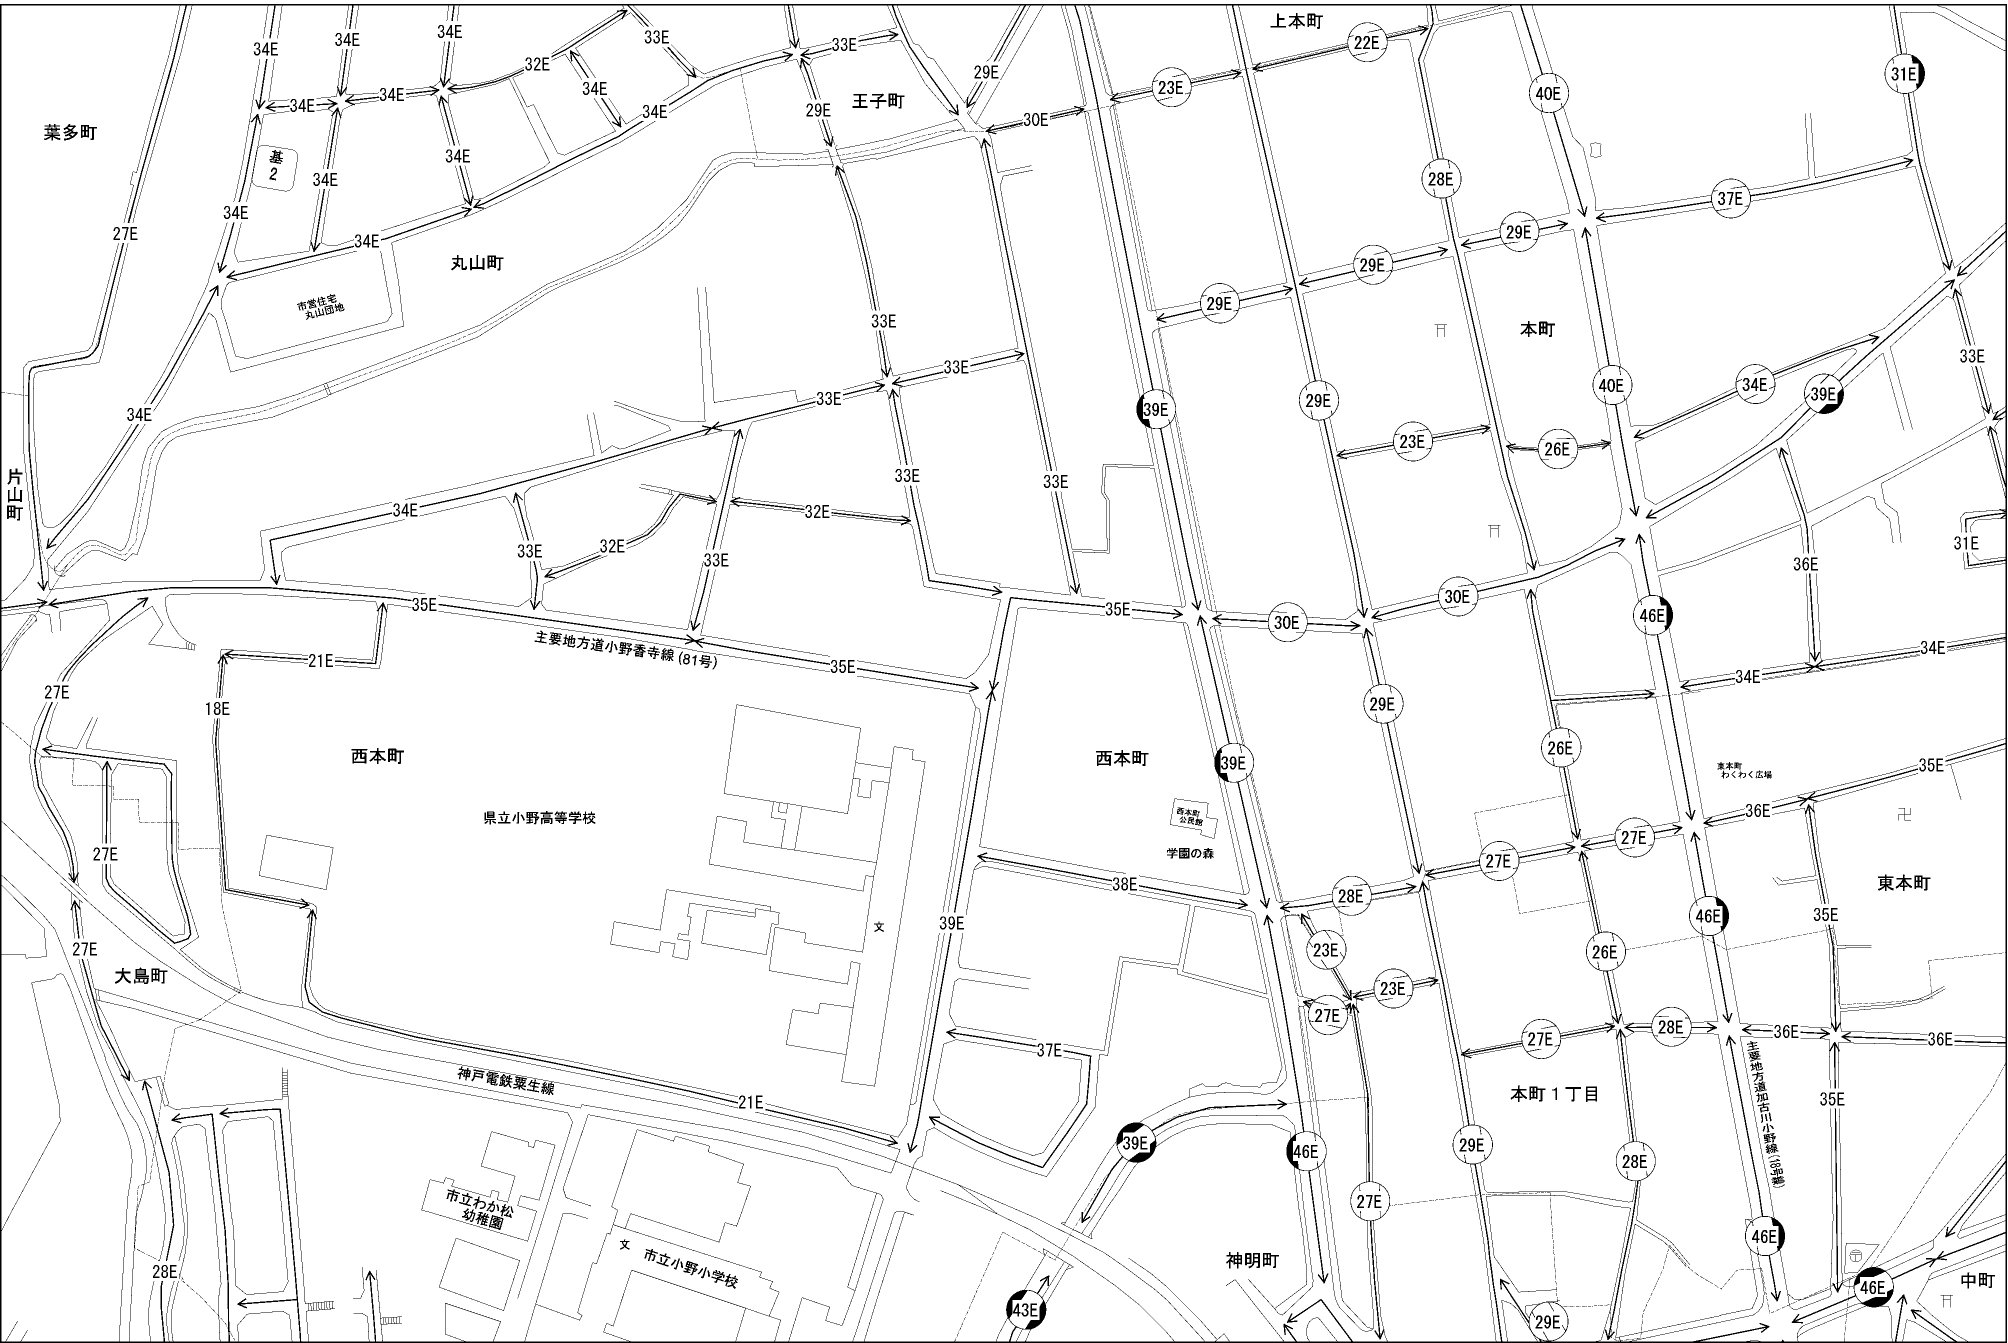 上本町
34E
34E
34E
33E
33E
22E
32E
29E
23E
31E
34E
40E
34E
34E
34E
29E
王子町
30E
葉多町
34E
34E
基
2
34E
28E
37E
34E
27E
34E
29E
丸山町
29E
29E
市営住宅
丸山団地
33E
本町
33E
33E
29E
40E
34E
39E
33E
34E
39E
23E
26E
片山町
33E
33E
34E
32E
33E
32E
33E
31E
36E
35E
35E
30E
30E
46E
主要地方道小野香寺線(81号)
21E
35E
34E
34E
27E
18E
29E
西本町
西本町
39E
26E
東本町
わくわく広場
35E
県立小野高等学校
西本町
公民館
36E
27E
学園の森
27E
27E
38E
28E
東本町
39E
文
46E
35E
27E
23E
26E
大島町
23E
27E
28E
36E
36E
27E
37E
主要地方道加古川小野線(18号線)
神戸電鉄粟生線
21E
本町1丁目
35E
39E
46E
29E
28E
市立わか松
幼稚園
27E
文
市立小野小学校
46E
神明町
28E
43E
46E
中町
29E